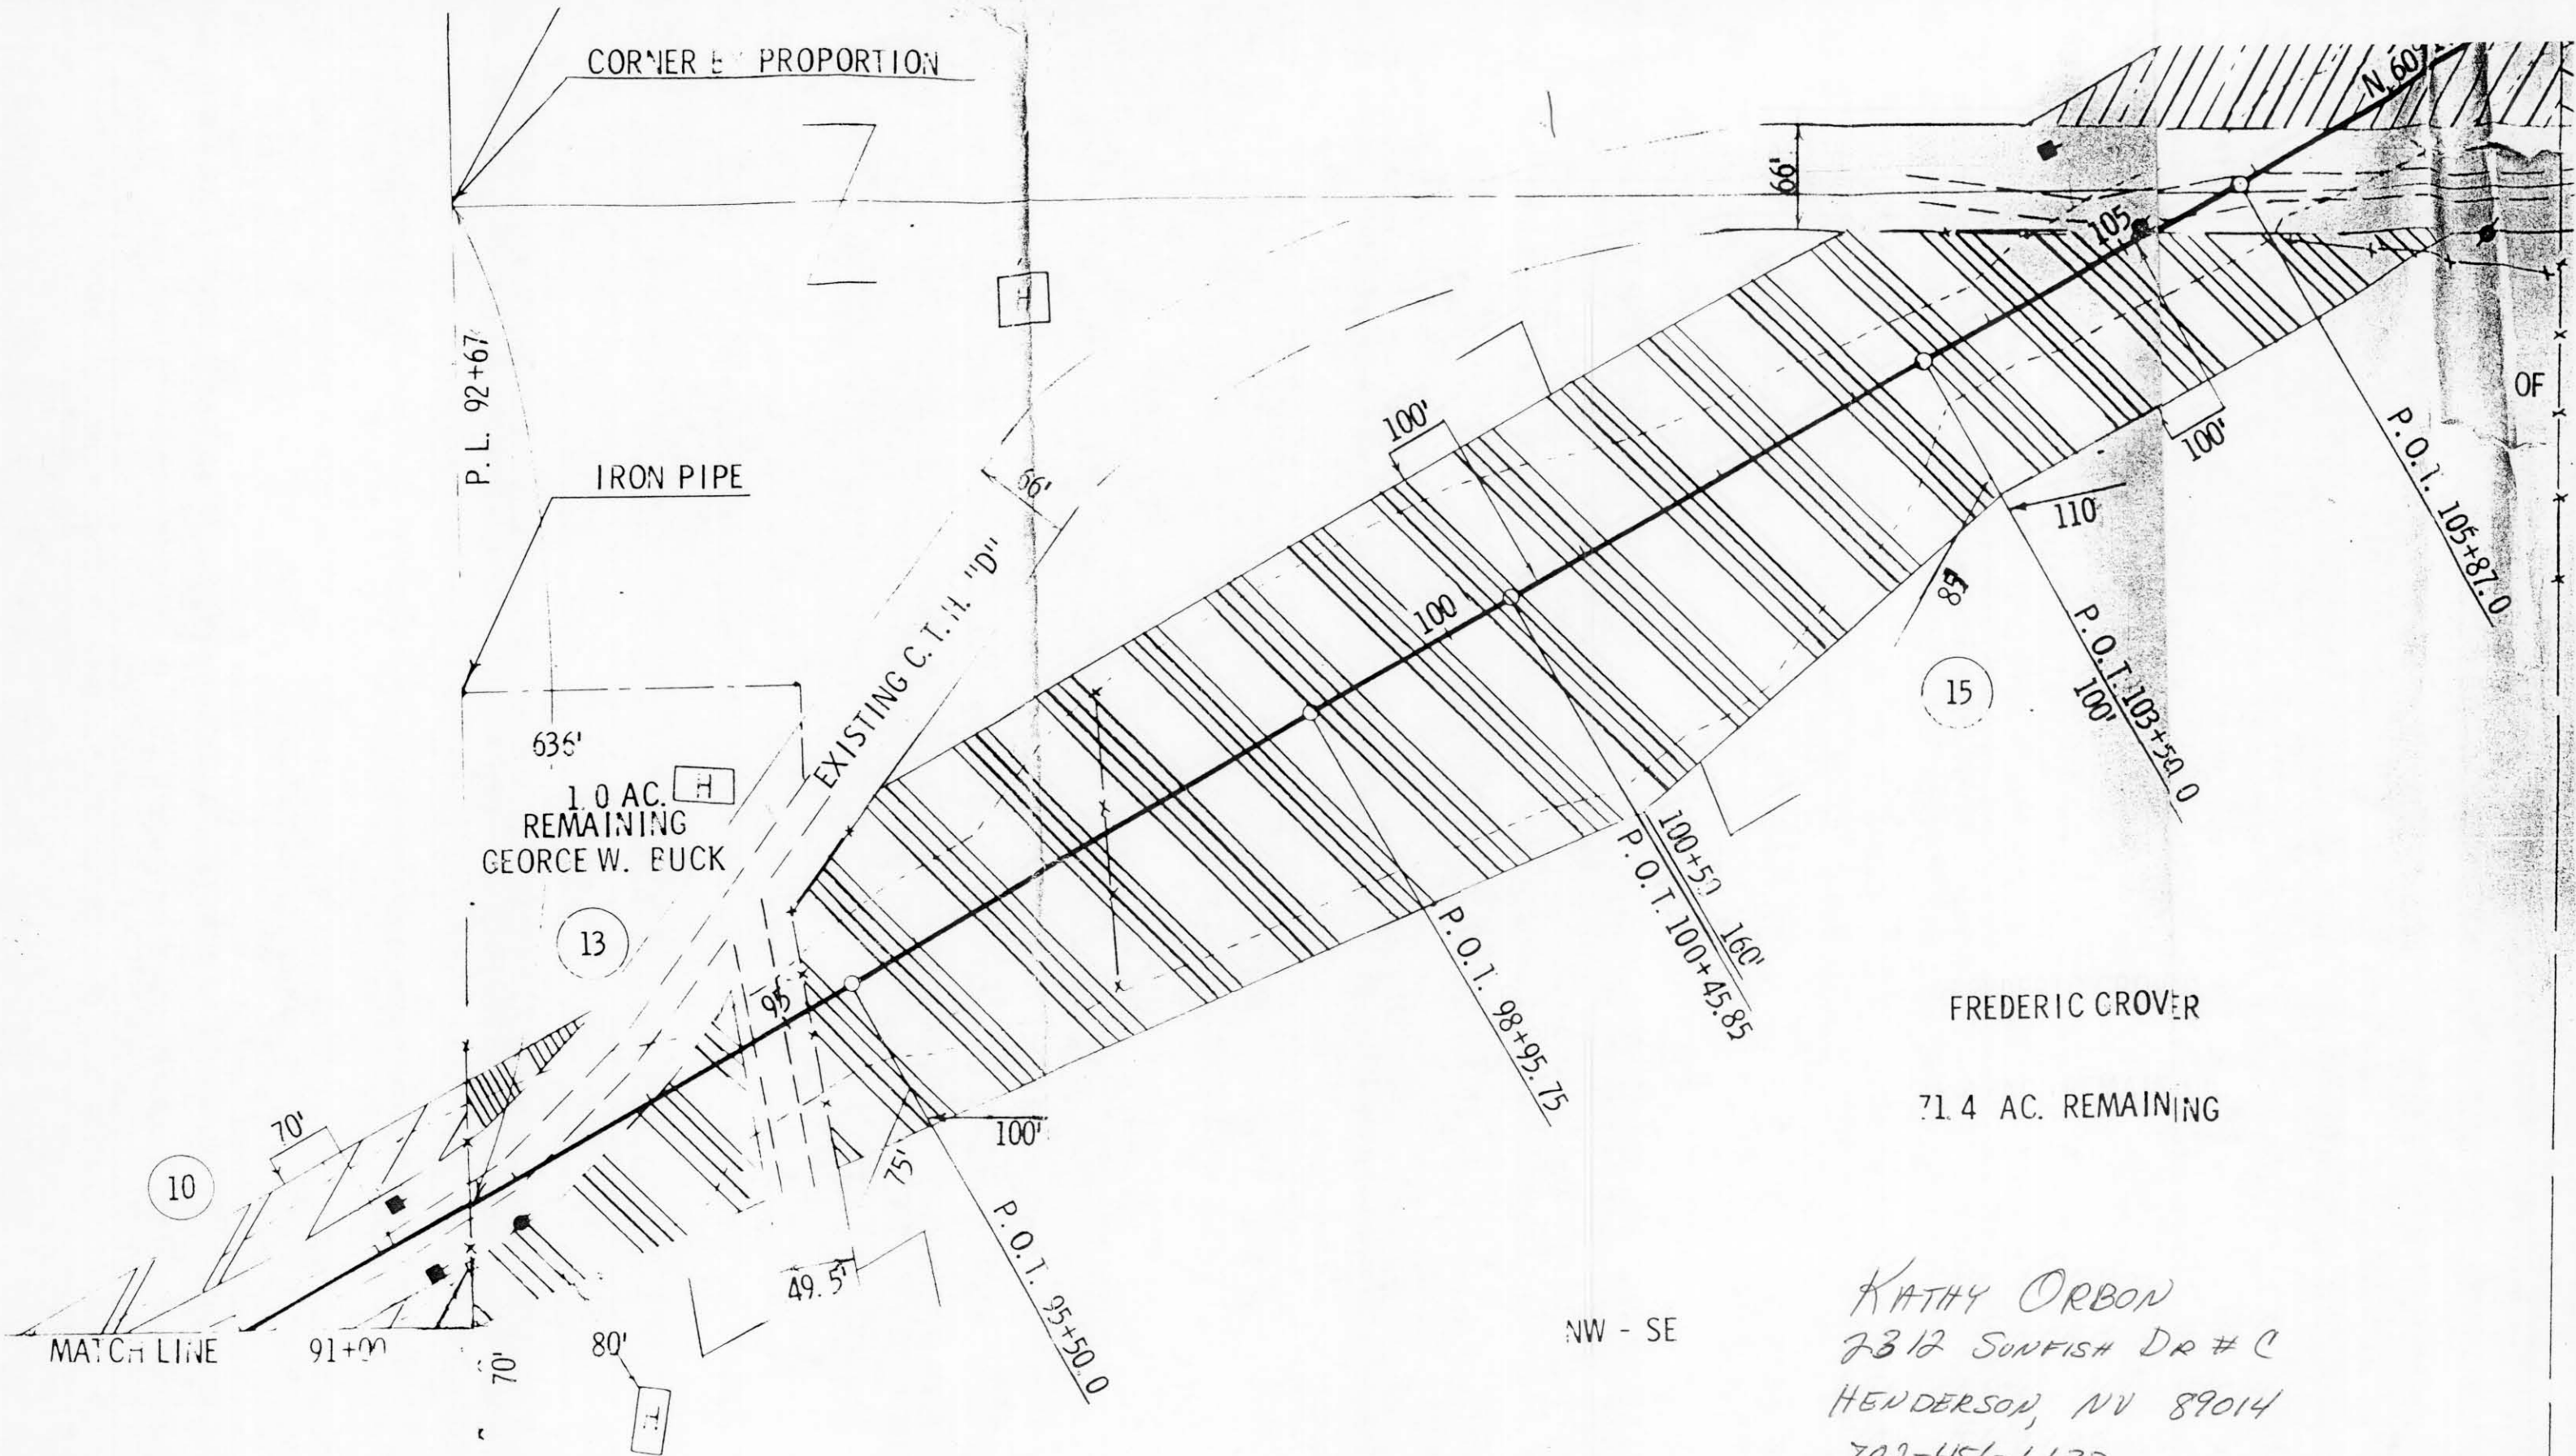 CORNER PROPORTION
N. 60°
66'
105
P. L. 92+67
H
OF
100'
100'
IRON PIPE
66'
110
P. O. T. 105+87.0
EXISTING C. T. H. "D"
100
P. O. T. 103+50.0
100'
15
636'
1.0 AC.
H
REMAINING
GEORGE W. BUCK
100+50 160'
P. O. T. 100+45.85
13
P. O. T. 98+95.75
95
FREDERIC GROVER
71.4 AC. REMAINING
70'
100'
75'
10
P. O. T. 95+50.0
49.5'
KATHY ORBON
NW - SE
2312 SUNFISH DR # C
MATCH LINE 91+00
80'
70'
HENDERSON, NV 89014